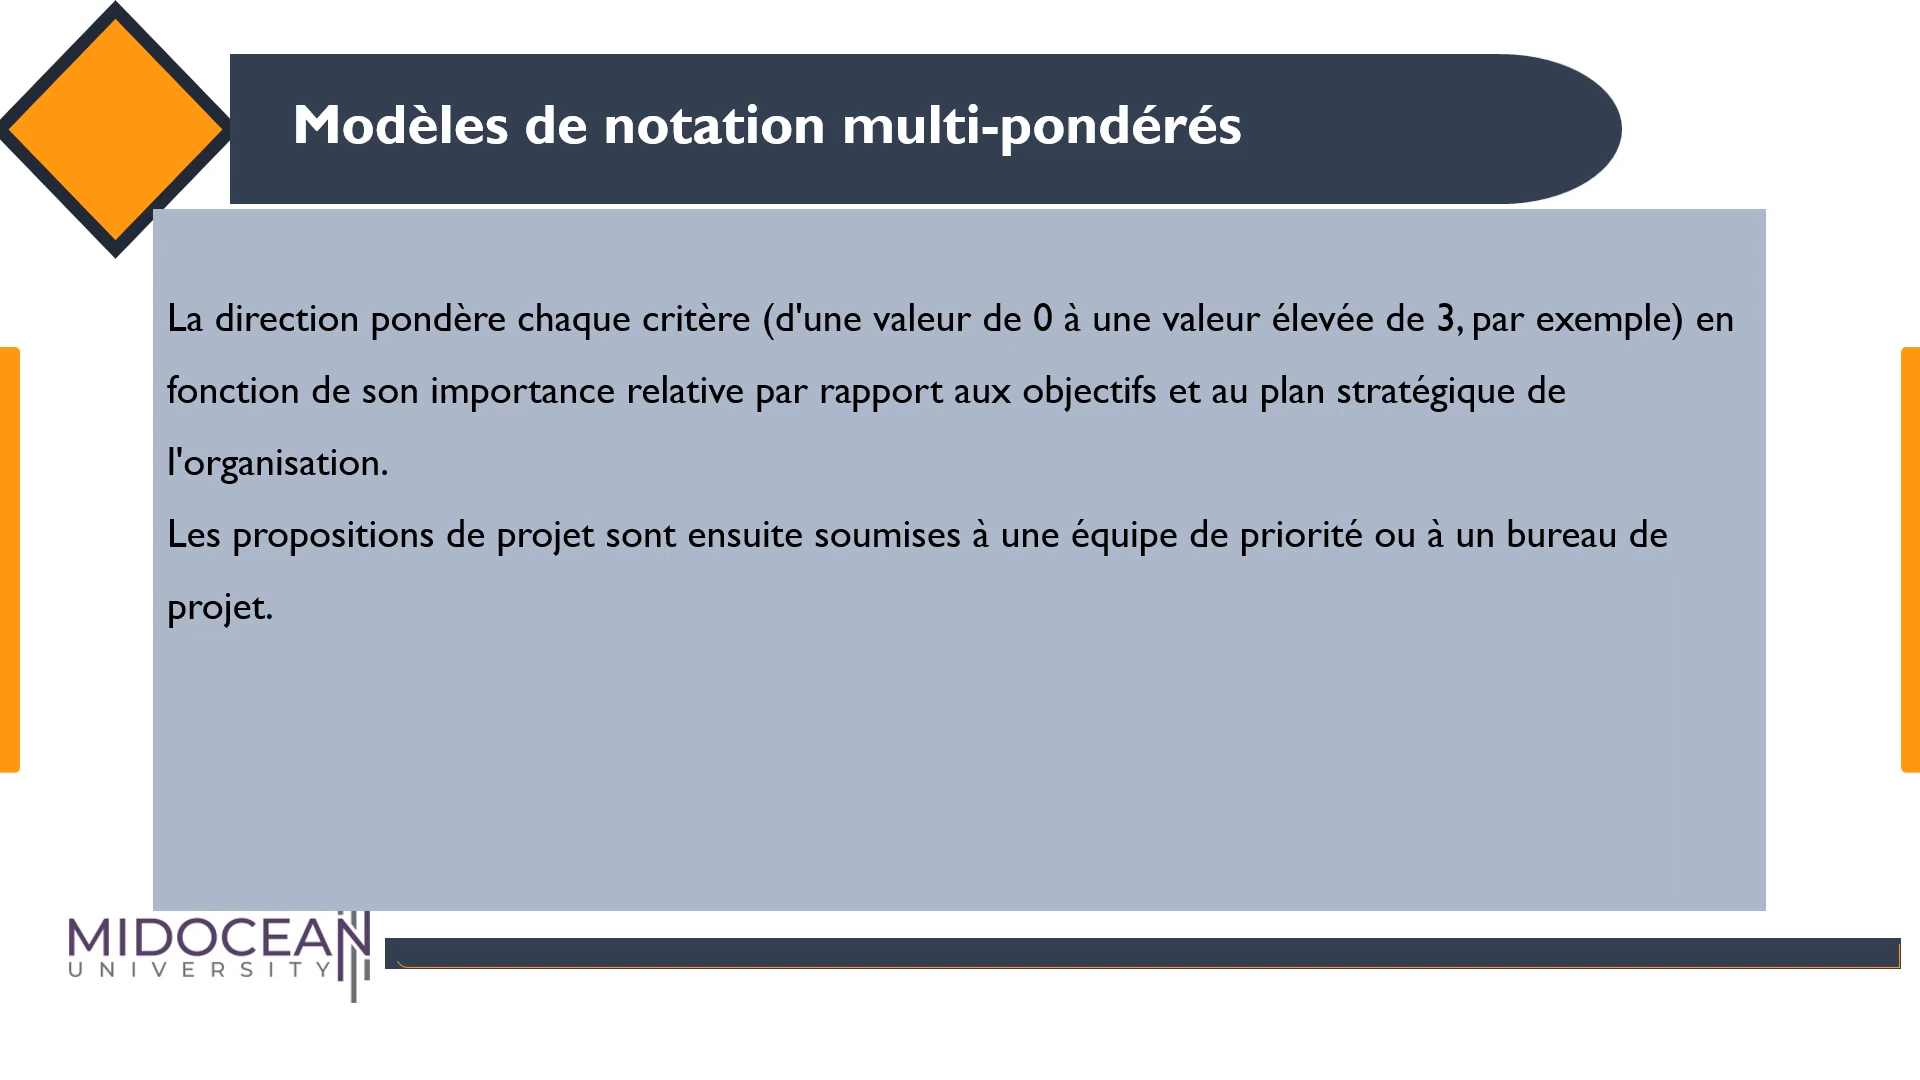 Modèles de notation multi-pondérés
La direction pondère chaque critère (d'une valeur de 0 à une valeur élevée de 3, par exemple) en
fonction de son importance relative par rapport aux objectifs et au plan stratégique de
l'organisation.
Les propositions de projet sont ensuite soumises à une équipe de priorité ou à un bureau de
projet.
MIDOCEAN
UNIVERSITY